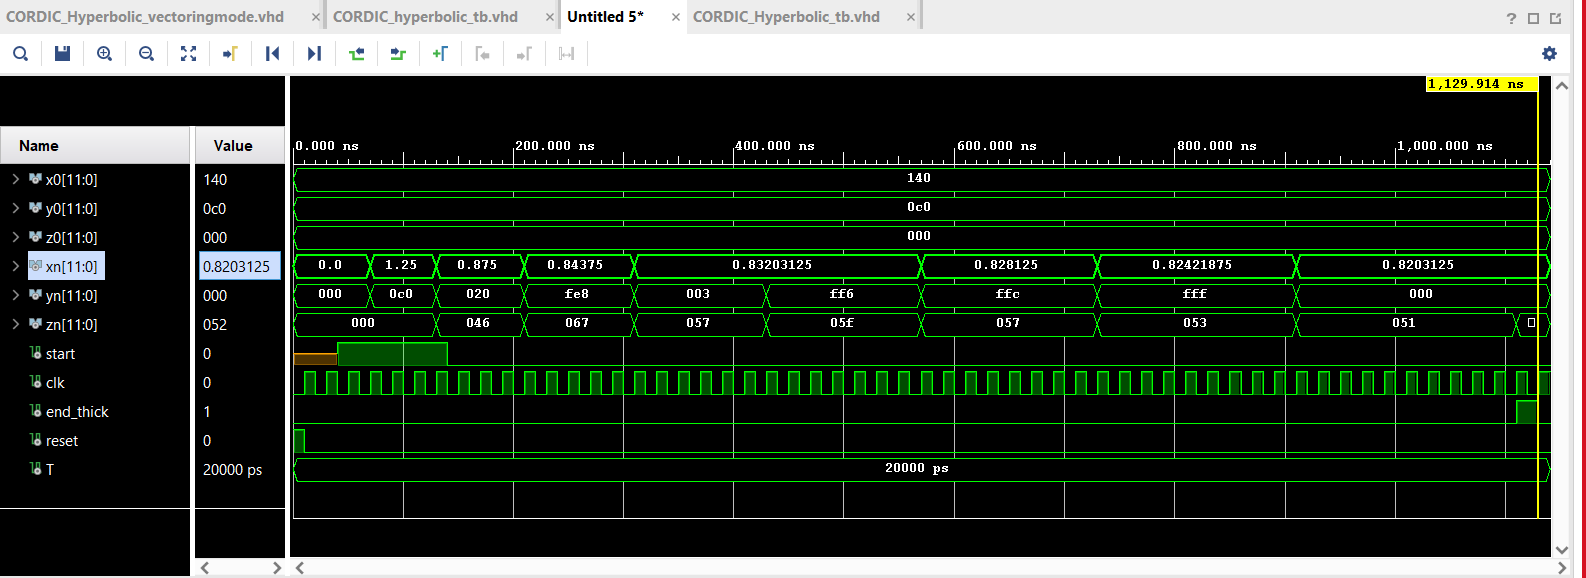 CORDIC_Hyperbolic_vectoringmode.vhd × CORDIC_hyperbolic_tb.vhd × Untitled 5* × CORDIC_Hyperbolic_tb.vhd × ?
1,129.914 ns
Name Value 0.000 ns 200.000 ns 400.000 ns 600.000 ns 800.000 ns 1,000.000 ns
x0[11:0] 140 140
y0[11:0] 0c0 0c0
z0[11:0] 000 000
xn[11:0] 0.8203125 0.0 1.25 0.875 0.84375 0.83203125 0.828125 0.82421875 0.8203125
yn[11:0] 000 000 0c0 020 fe8 003 ff6 ffc fff 000
zn[11:0] 052 000 046 067 057 05f 057 053 051
start 0
clk 0
end_thick 1
reset 0
T 20000 ps 20000 ps